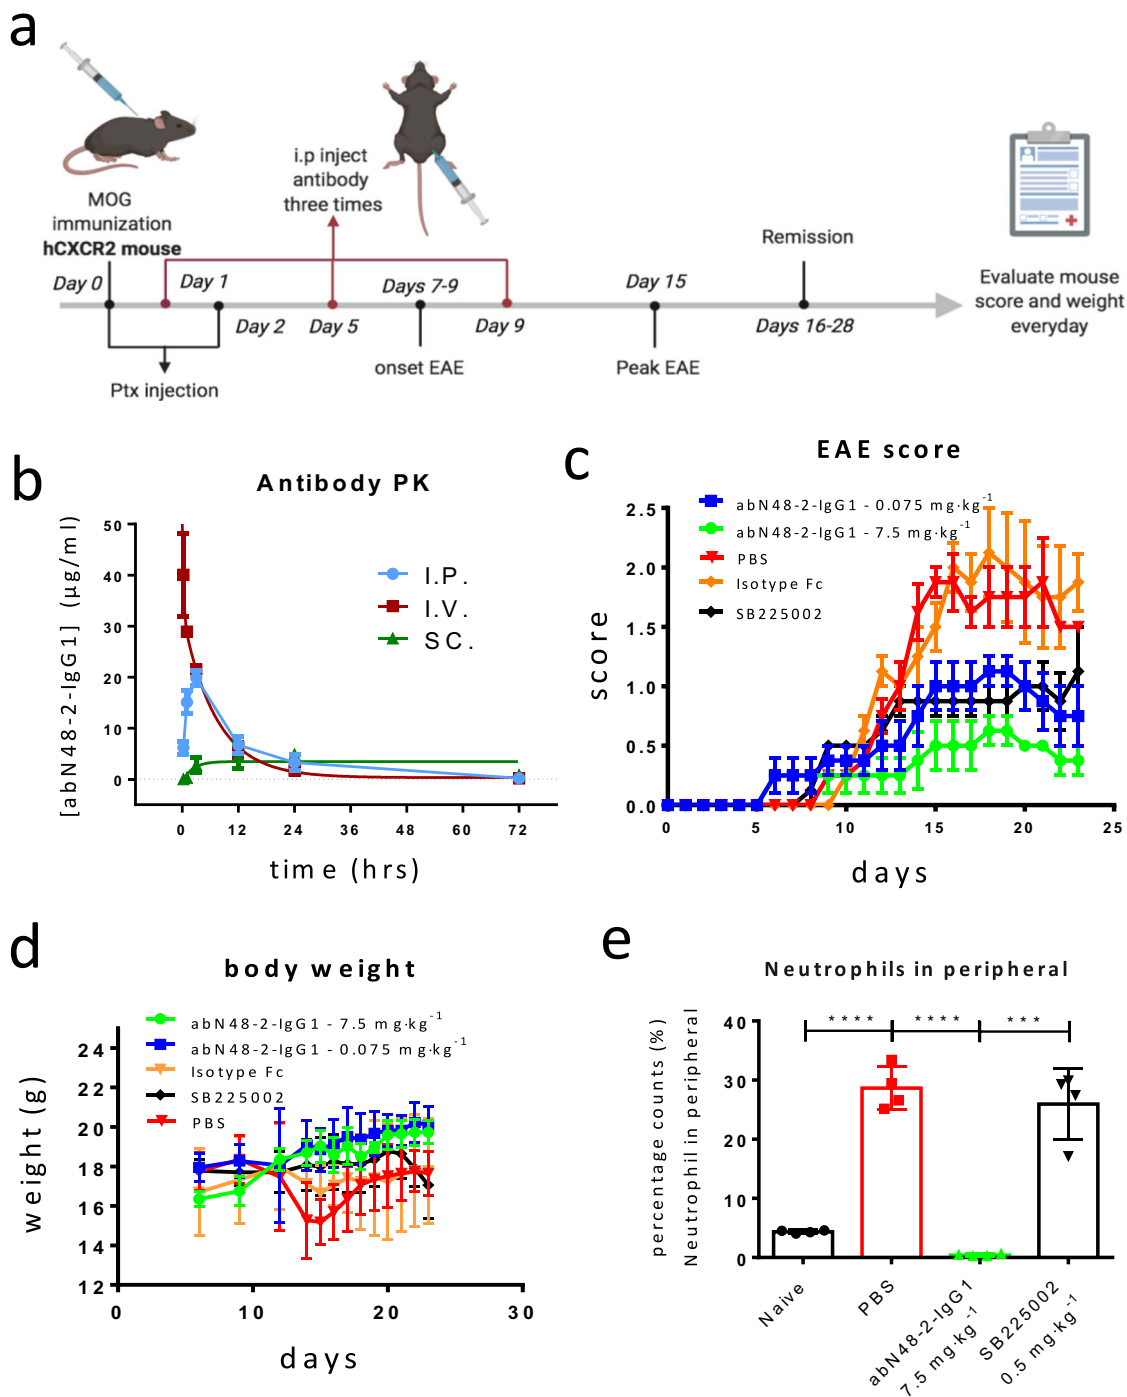 a
MOG
immunization
hCXCR2 mouse
i.p inject
antibody
three times
Remission
Day 0
Day 1
Days 7-9
Day 15
Day 2
Day 5
Day 9
Days 16-28
Ptx injection
onset EAE
Peak EAE
Evaluate mouse
score and weight
everyday
b
Antibody PK
[abN48-2-IgG1] (µg/ml)
50
40
30
20
10
0
I.P.
I.V.
SC.
0 12 24 36 48 60 72
time (hrs)
c
EAE score
abN48-2-IgG1 - 0.075 mg·kg-1
abN48-2-IgG1 - 7.5 mg·kg-1
PBS
Isotype Fc
SB225002
score
2.5
2.0
1.5
1.0
0.5
0.0
0 5 10 15 20 25
days
d
body weight
abN48-2-IgG1 - 7.5 mg·kg-1
abN48-2-IgG1 - 0.075 mg·kg-1
Isotype Fc
SB225002
PBS
weight (g)
24
22
20
18
16
14
12
0 10 20 30
days
e
Neutrophils in peripheral
percentage counts (%)
Neutrophil in peripheral
**** **** ***
40
30
20
10
0
Naive
PBS
abN48-2-IgG1
7.5 mg·kg-1
SB225002
0.5 mg·kg-1